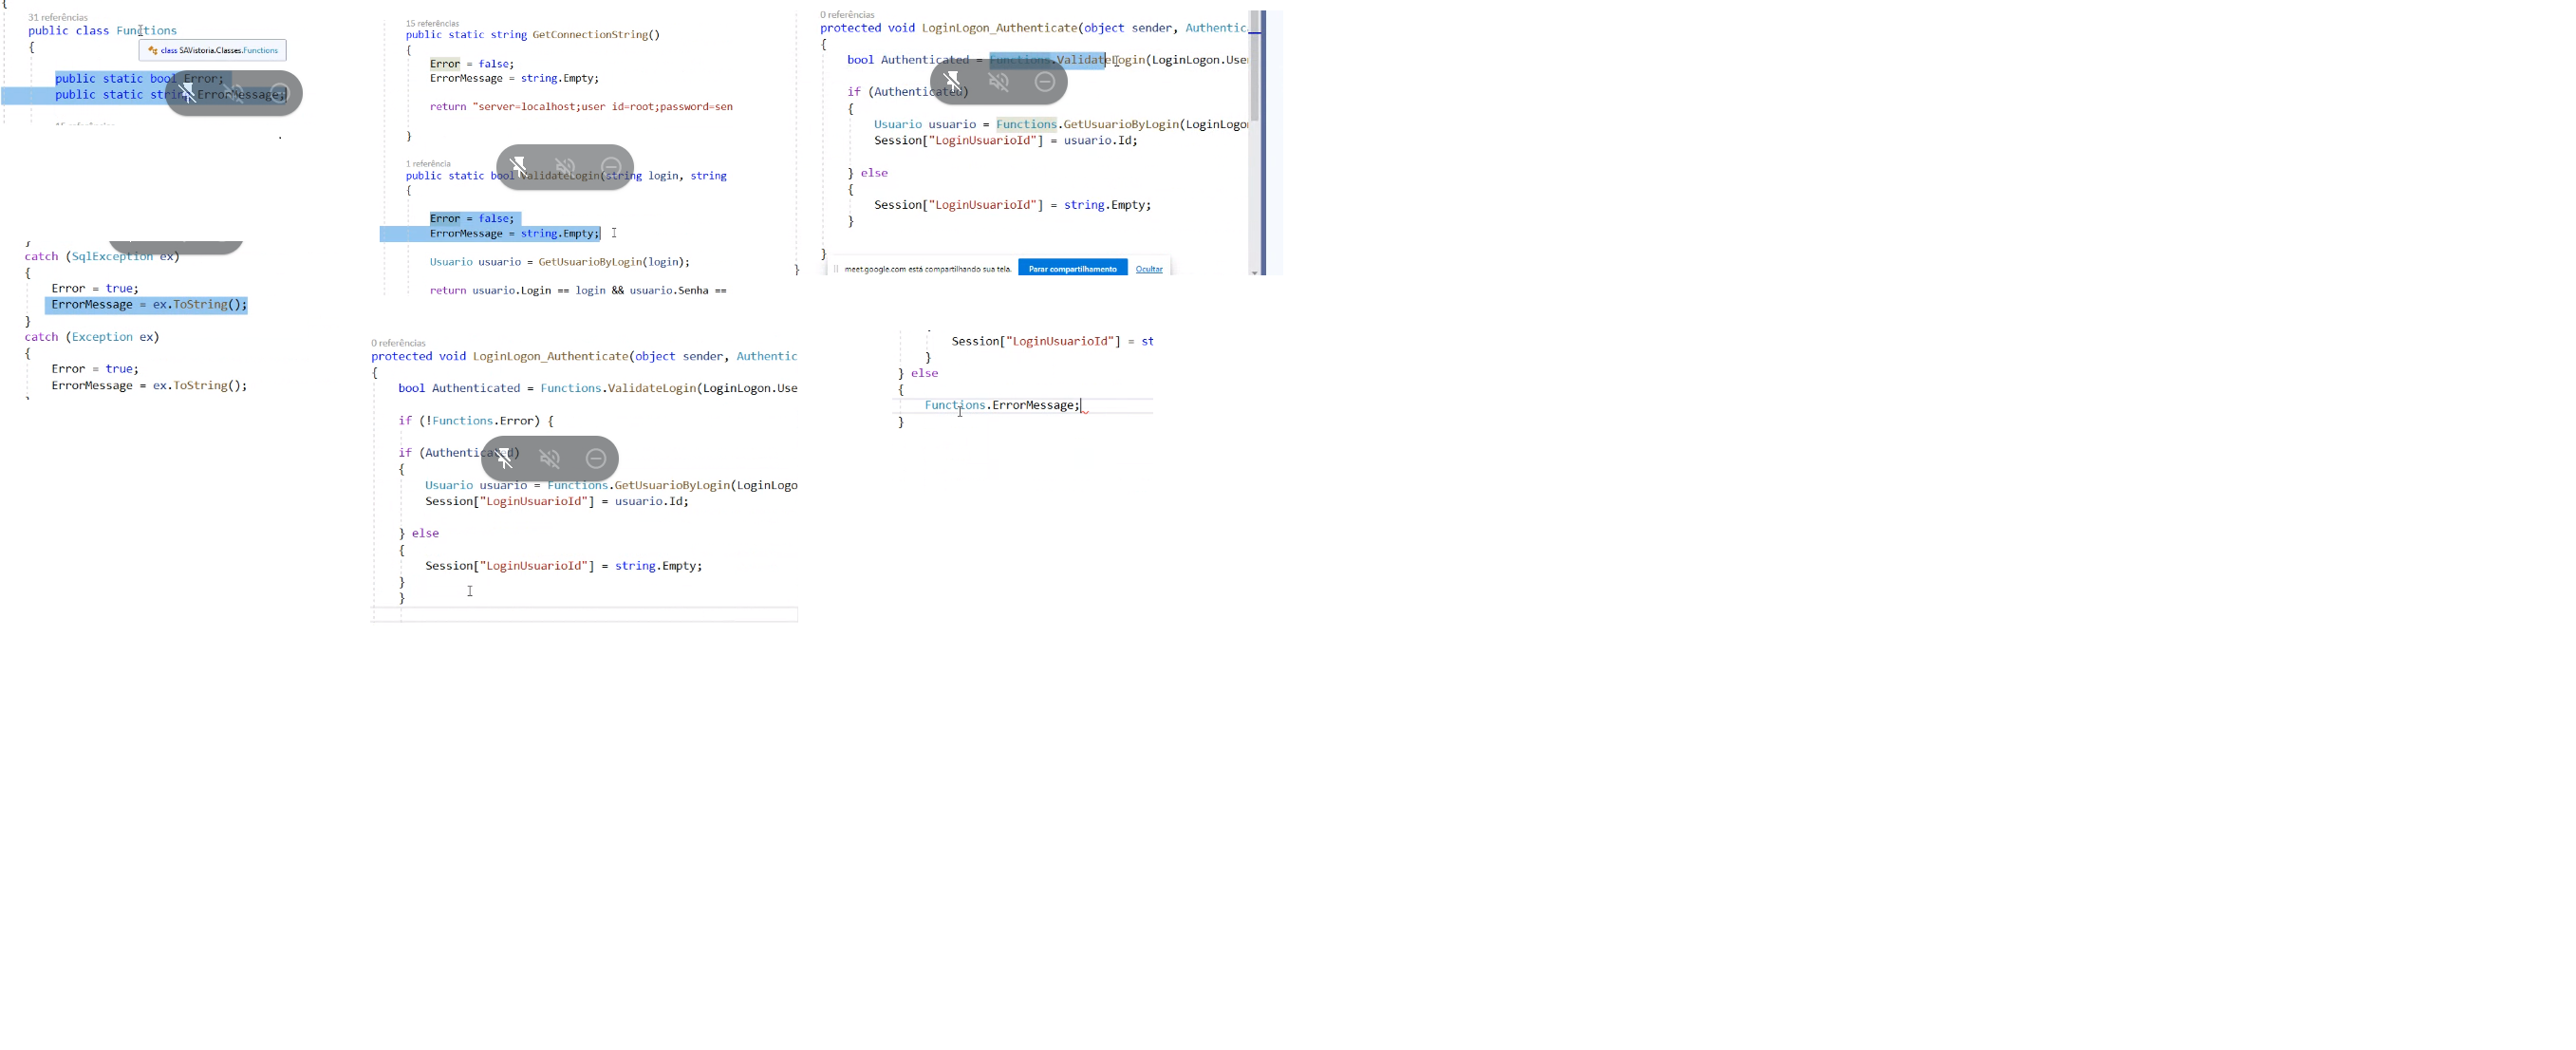 {
31 referências
public class Functions
{
class SAVistoria.Classes.Functions
public static bool Error;
public static string ErrorMessage;
}
catch (SqlException ex)
{
Error = true;
ErrorMessage = ex.ToString();
}
catch (Exception ex)
{
Error = true;
ErrorMessage = ex.ToString();
15 referências
public static string GetConnectionString()
{
Error = false;
ErrorMessage = string.Empty;
return "server=localhost;user id=root;password=sen
}
1 referência
public static bool ValidateLogin(string login, string
{
Error = false;
ErrorMessage = string.Empty;
Usuario usuario = GetUsuarioByLogin(login);
}
return usuario.Login == login && usuario.Senha ==
0 referências
protected void LoginLogon_Authenticate(object sender, Authentic
{
bool Authenticated = Functions.ValidateLogin(LoginLogon.Use
if (Authenticated)
{
Usuario usuario = Functions.GetUsuarioByLogin(LoginLogo
Session["LoginUsuarioId"] = usuario.Id;
} else
{
Session["LoginUsuarioId"] = string.Empty;
}
}
meet.google.com está compartilhando sua tela. Parar compartilhamento Ocultar
0 referências
protected void LoginLogon_Authenticate(object sender, Authentic
{
bool Authenticated = Functions.ValidateLogin(LoginLogon.Use
if (!Functions.Error) {
if (Authenticated)
{
Usuario usuario = Functions.GetUsuarioByLogin(LoginLogo
Session["LoginUsuarioId"] = usuario.Id;
} else
{
Session["LoginUsuarioId"] = string.Empty;
}
}
Session["LoginUsuarioId"] = st
}
} else
{
Functions.ErrorMessage;
}